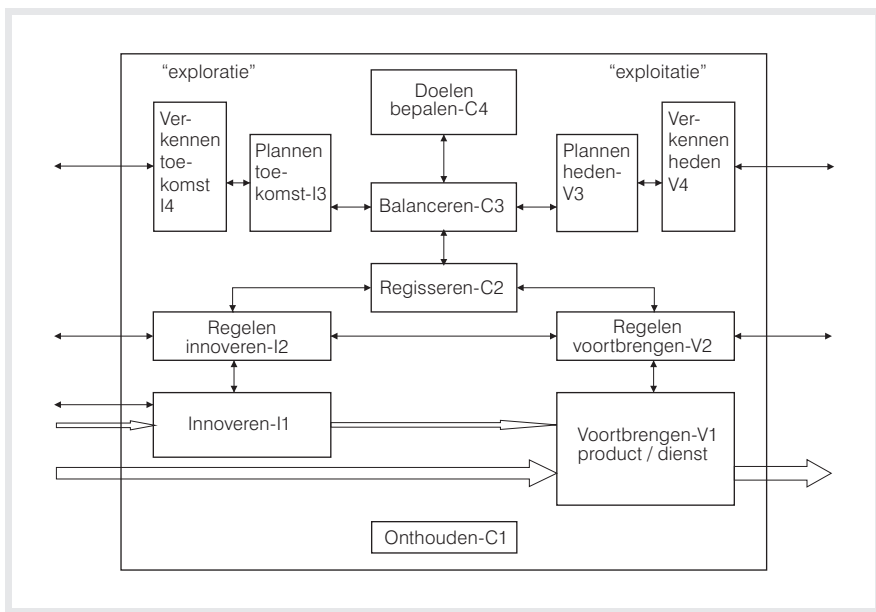 “exploratie”
“exploitatie”
Doelen
bepalen-C4
Ver-
kennen
toe-
komst
I4
Plannen
toe-
komst-I3
Plannen
heden-
V3
Ver-
kennen
heden
V4
Balanceren-C3
Regisseren-C2
Regelen
innoveren-I2
Regelen
voortbrengen-V2
Innoveren-I1
Voortbrengen-V1
product / dienst
Onthouden-C1